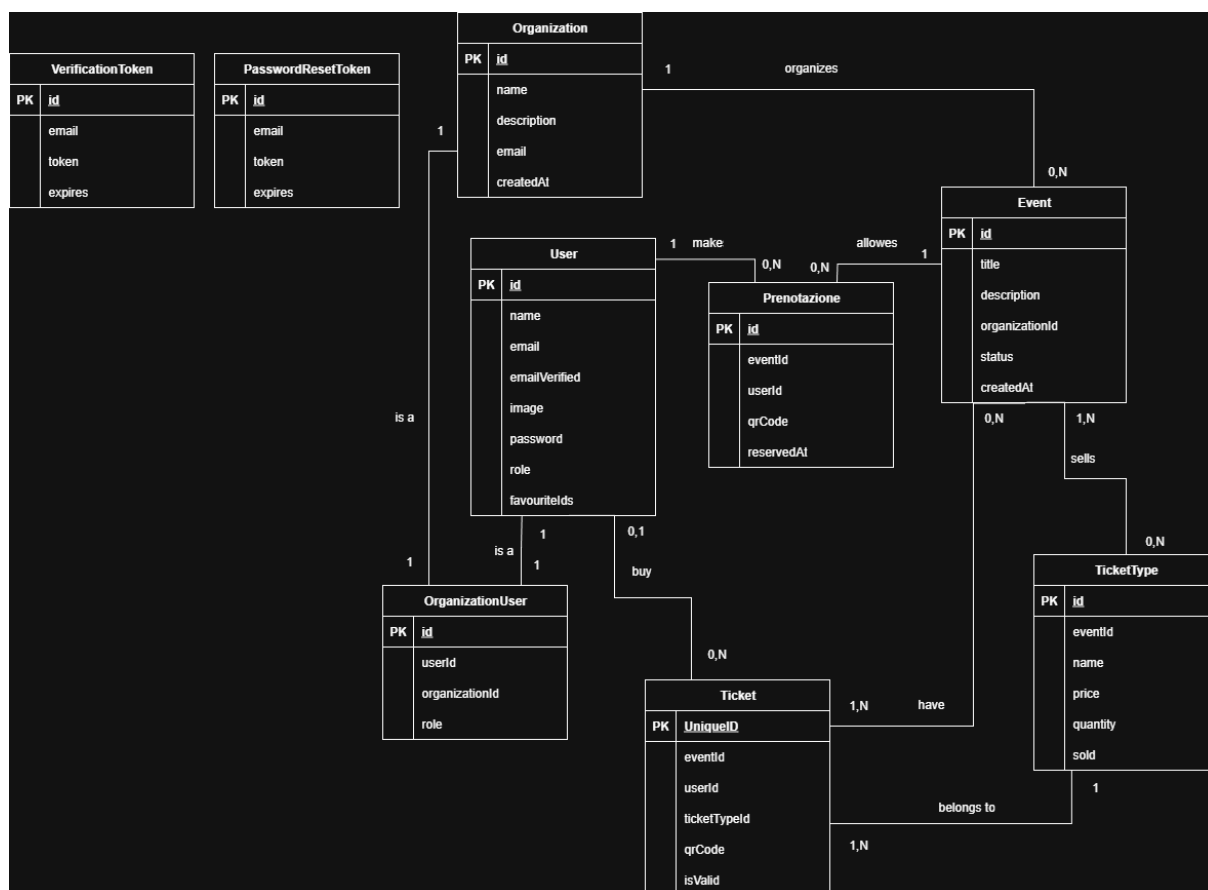 Organization
PK id
name
description
email
createdAt
VerificationToken
PK id
email
token
expires
PasswordResetToken
PK id
email
token
expires
1 organizes
0,N
1
is a
1
Event
PK id
title
description
organizationId
status
createdAt
User
PK id
name
email
emailVerified
image
password
role
favouriteIds
1 make
0,N
allowes
1
0,N
Prenotazione
PK id
eventId
userId
qrCode
reservedAt
1
is a
1
0,1
buy
0,N
0,N
have
1,N
1,N
sells
0,N
OrganizationUser
PK id
userId
organizationId
role
TicketType
PK id
eventId
name
price
quantity
sold
Ticket
PK UniqueID
eventId
userId
ticketTypeId
qrCode
isValid
1
belongs to
1,N